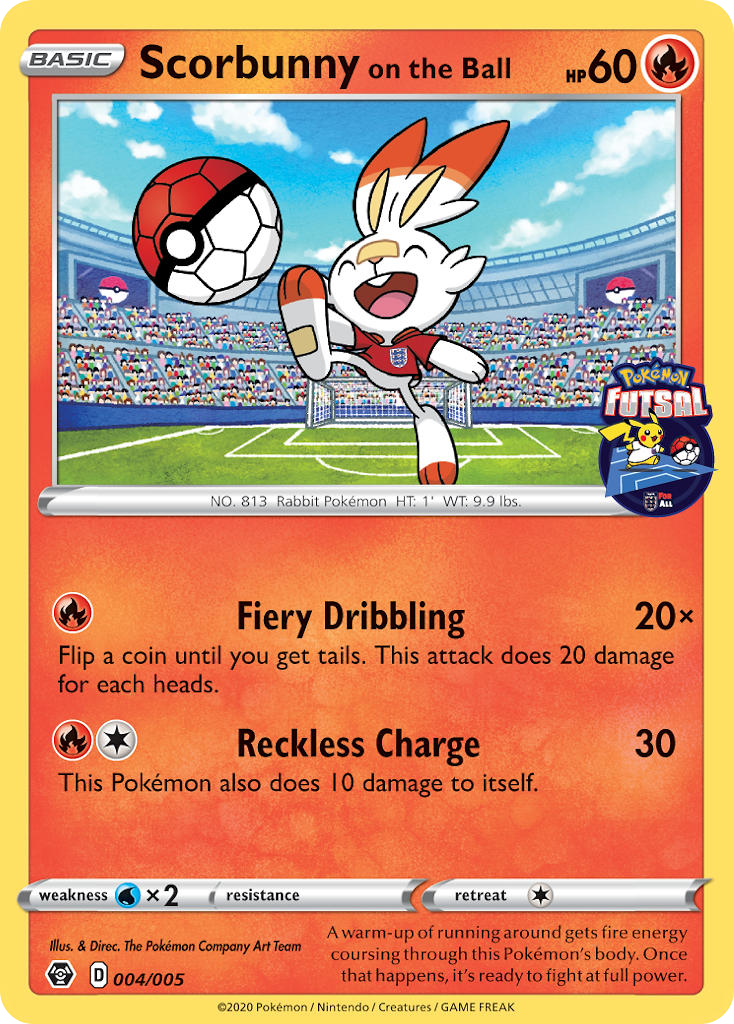 BASIC
Scorbunny on the Ball
HP60
POKéMON
FUTSAL
FOR
ALL
NO. 813 Rabbit Pokémon HT: 1' WT: 9.9 lbs.
Fiery Dribbling 20×
Flip a coin until you get tails. This attack does 20 damage
for each heads.
Reckless Charge 30
This Pokémon also does 10 damage to itself.
weakness ×2 resistance retreat
Illus. & Direc. The Pokémon Company Art Team
D 004/005
A warm-up of running around gets fire energy
coursing through this Pokémon's body. Once
that happens, it's ready to fight at full power.
©2020 Pokémon / Nintendo / Creatures / GAME FREAK